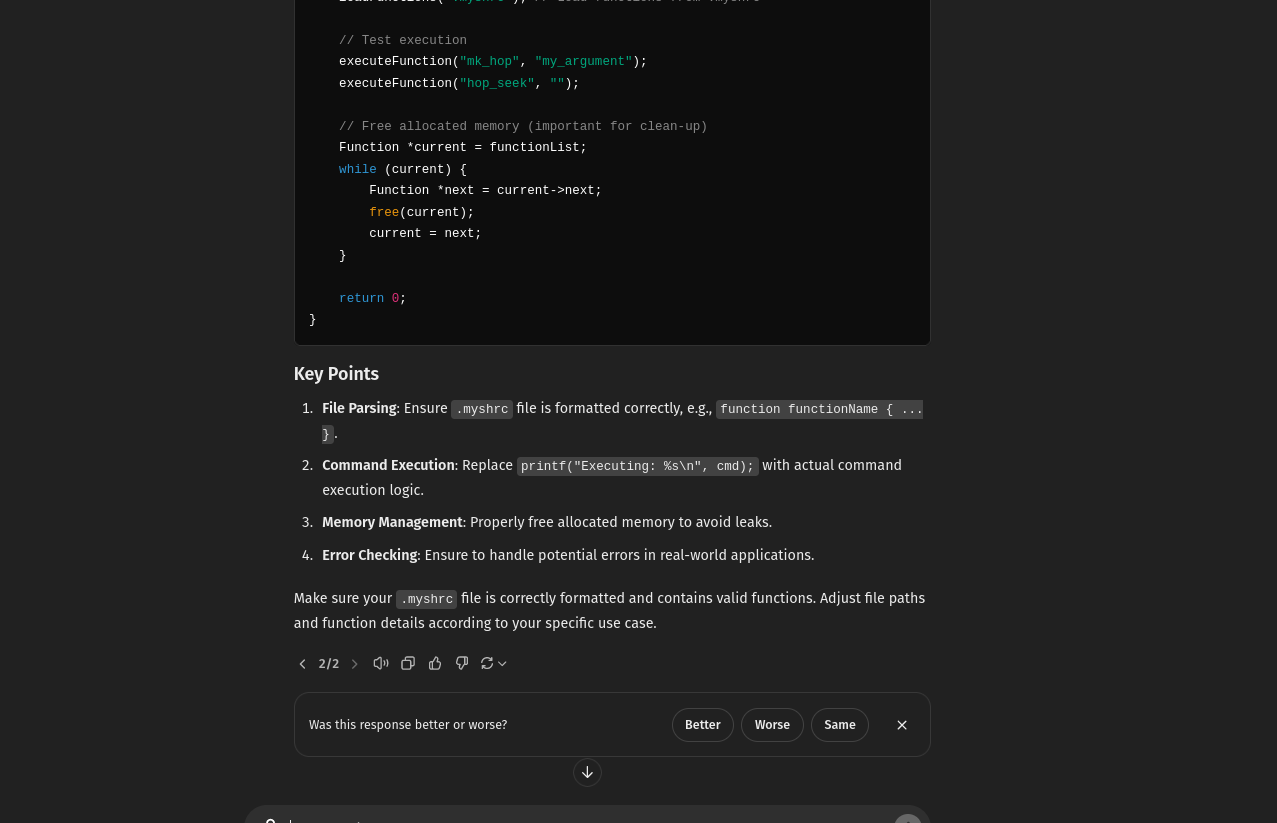 // Test execution
executeFunction("mk_hop", "my_argument");
executeFunction("hop_seek", "");
// Free allocated memory (important for clean-up)
Function *current = functionList;
while (current) {
Function *next = current->next;
free(current);
current = next;
}
return 0;
}
Key Points
1. File Parsing: Ensure .myshrc file is formatted correctly, e.g., function functionName { ...
} .
2. Command Execution: Replace printf("Executing: %s\n", cmd); with actual command
execution logic.
3. Memory Management: Properly free allocated memory to avoid leaks.
4. Error Checking: Ensure to handle potential errors in real-world applications.
Make sure your .myshrc file is correctly formatted and contains valid functions. Adjust file paths
and function details according to your specific use case.
2/2
Was this response better or worse? Better Worse Same